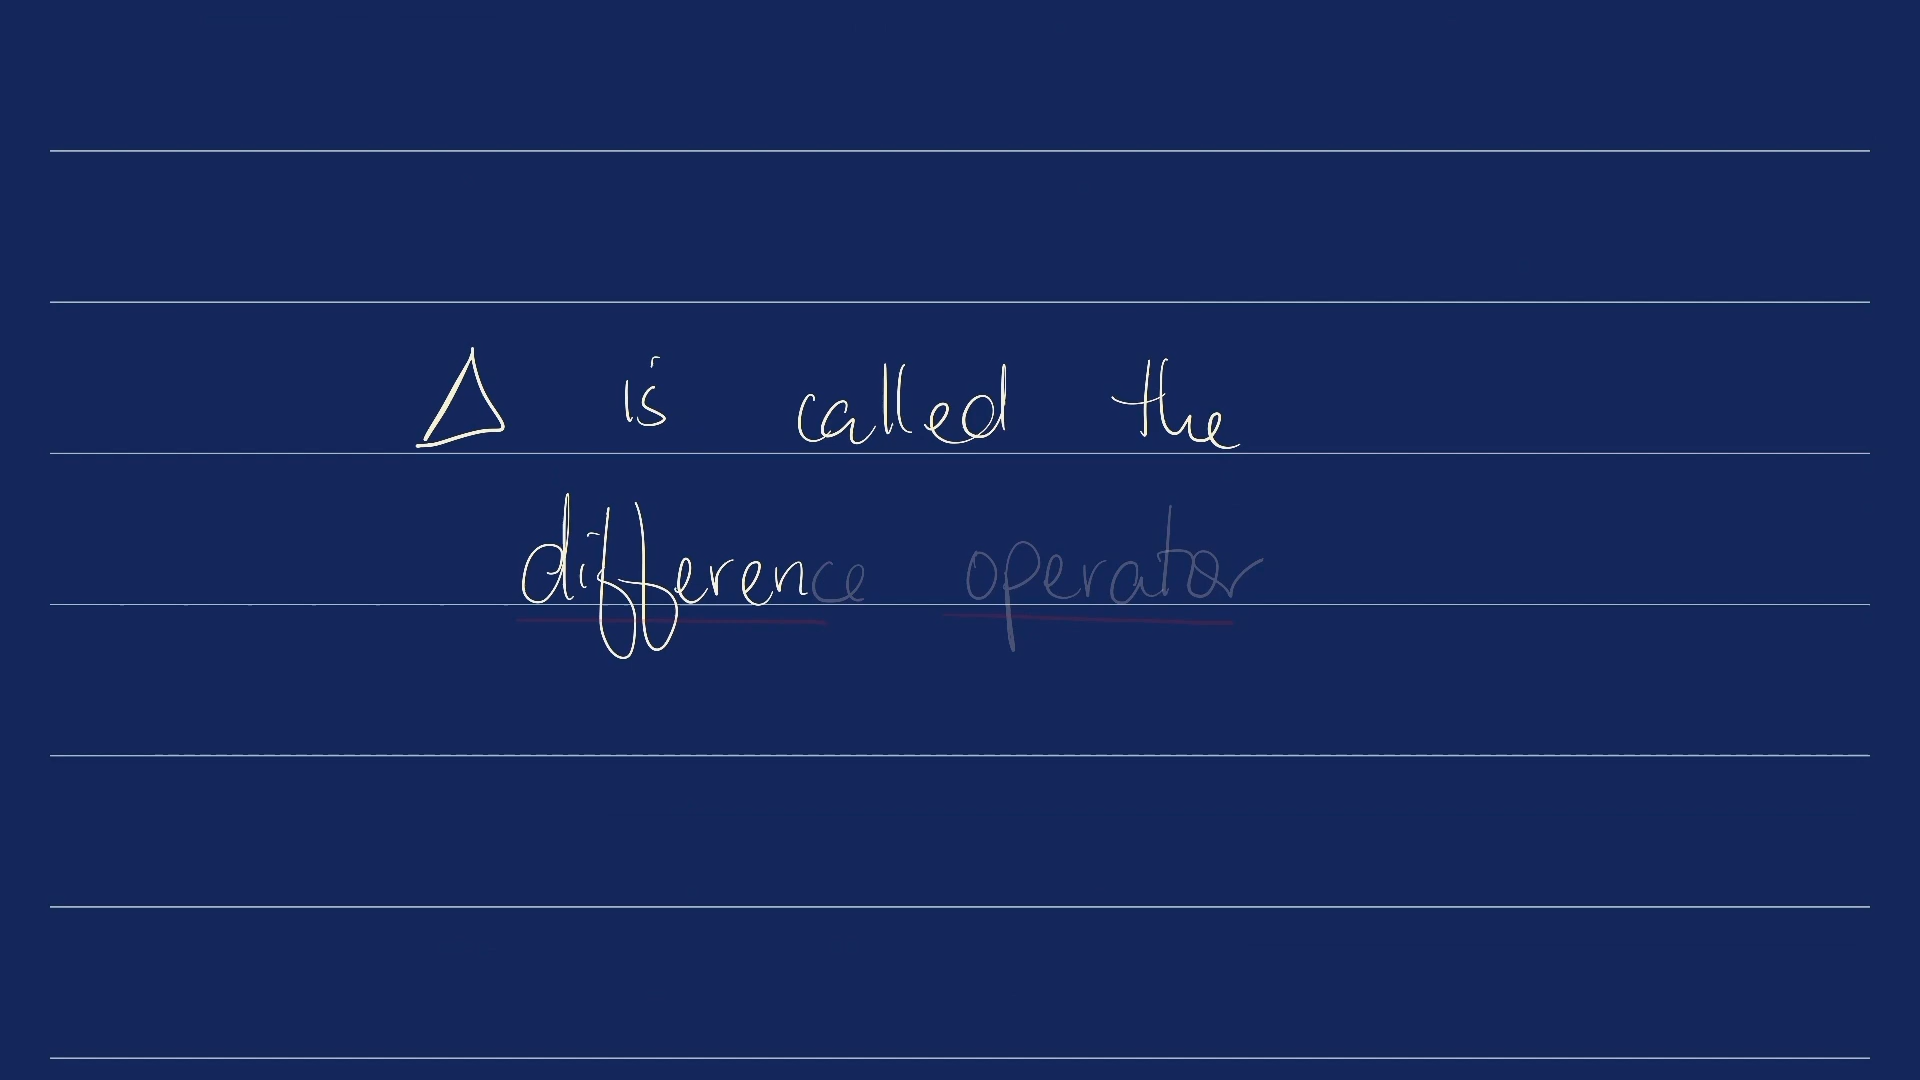 Δ is called the
difference operator